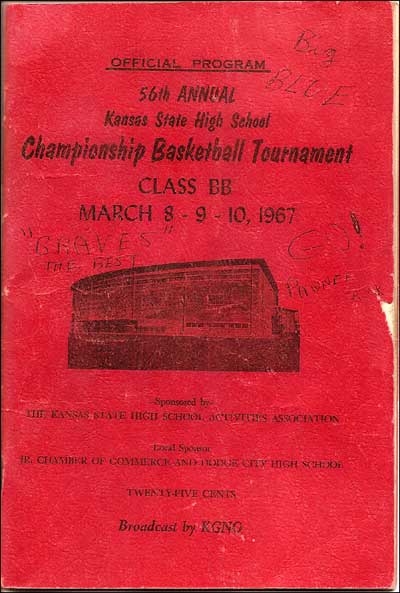 Big
BLUE
OFFICIAL PROGRAM
56th ANNUAL
Kansas State High School
Championship Basketball Tournament
CLASS BB
MARCH 8 - 9 - 10, 1967
"BRAVES"
THE BEST
GO!
Sponsored by-
THE KANSAS STATE HIGH SCHOOL ACTIVITIES ASSOCIATION
Local Sponsor
JR. CHAMBER OF COMMERCE AND DODGE CITY HIGH SCHOOL
TWENTY-FIVE CENTS
Broadcast by KGNO